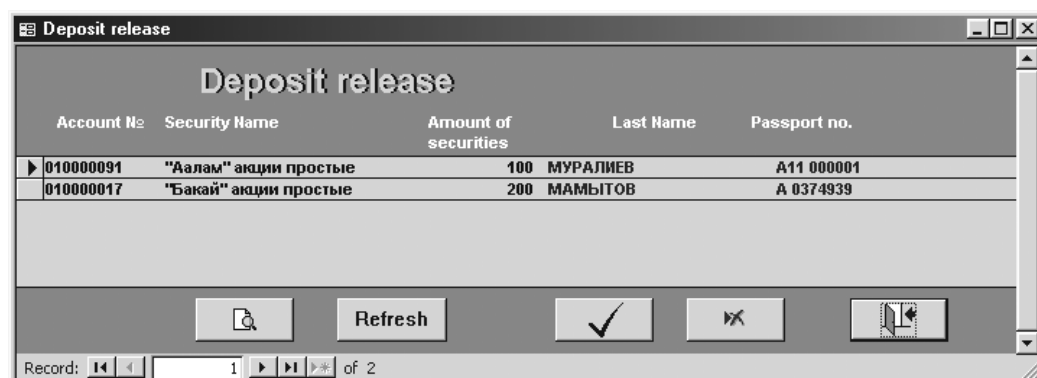 Deposit release
Deposit release
Account № Security Name Amount of securities Last Name Passport no.
010000091 "Аалам" акции простые 100 МУРАЛИЕВ A11 000001
010000017 "Бакай" акции простые 200 МАМЫТОВ A 0374939
Refresh
Record: 1 of 2